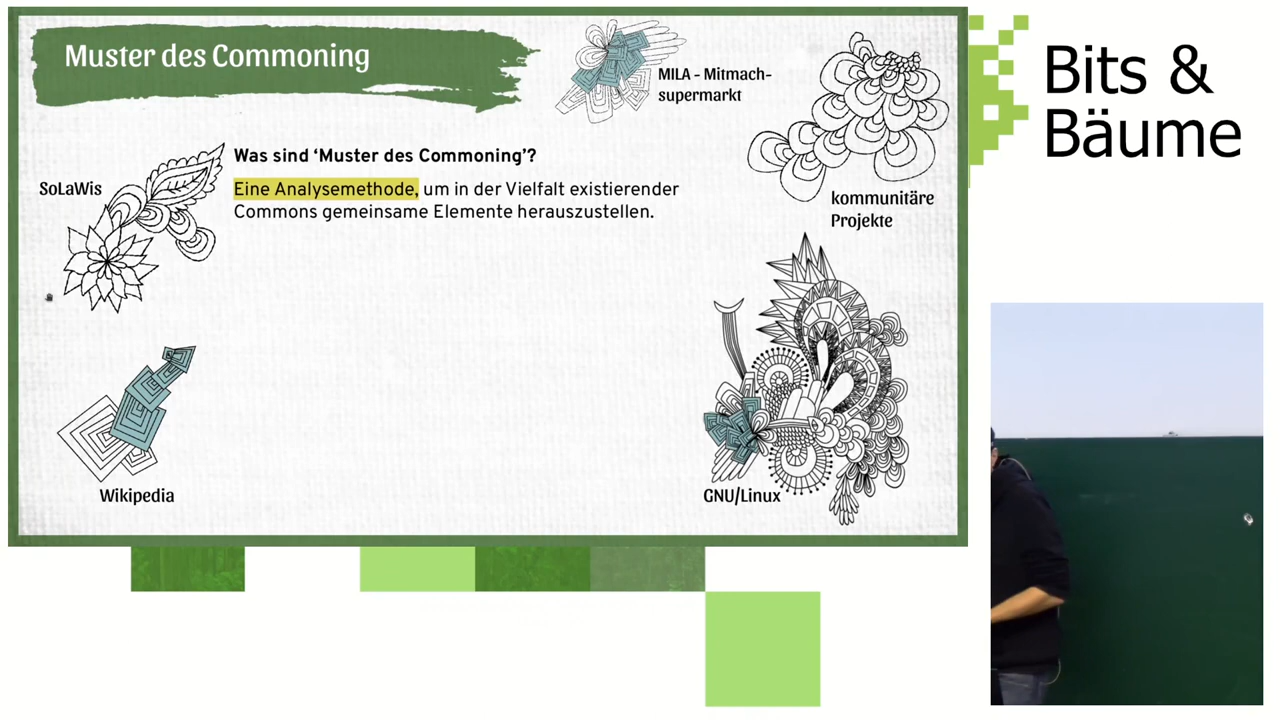 Muster des Commoning
MILA - Mitmach-
supermarkt
Bits &
Bäume
Was sind ‘Muster des Commoning’?
SoLaWis
Eine Analysemethode, um in der Vielfalt existierender
Commons gemeinsame Elemente herauszustellen.
kommunitäre
Projekte
Wikipedia
GNU/Linux